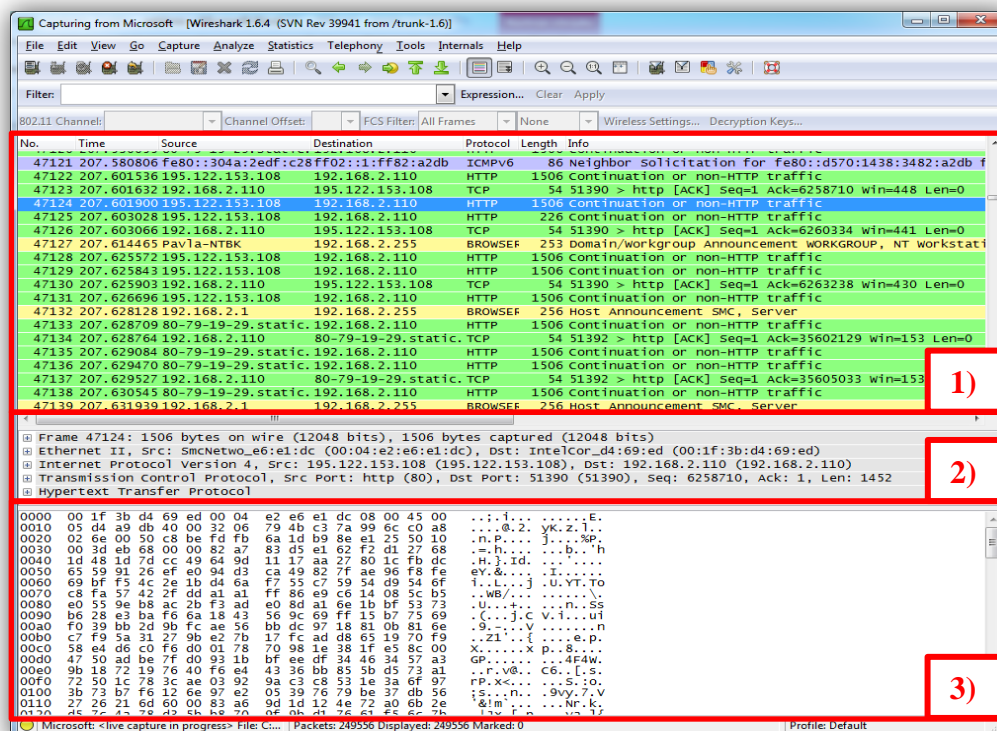 Capturing from Microsoft [Wireshark 1.6.4 (SVN Rev 39941 from /trunk-1.6)]
File Edit View Go Capture Analyze Statistics Telephony Tools Internals Help
Filter: Expression... Clear Apply
802.11 Channel: Channel Offset: FCS Filter: All Frames None Wireless Settings... Decryption Keys...
No. Time Source Destination Protocol Length Info
47121 207.580806 fe80::304a:2edf:c28 ff02::1:ff82:a2db ICMPv6 86 Neighbor Solicitation for fe80::d570:1438:3482:a2db f
47122 207.601536 195.122.153.108 192.168.2.110 HTTP 1506 Continuation or non-HTTP traffic
47123 207.601632 192.168.2.110 195.122.153.108 TCP 54 51390 > http [ACK] Seq=1 Ack=6258710 Win=448 Len=0
47124 207.601900 195.122.153.108 192.168.2.110 HTTP 1506 Continuation or non-HTTP traffic
47125 207.603028 195.122.153.108 192.168.2.110 HTTP 226 Continuation or non-HTTP traffic
47126 207.603066 192.168.2.110 195.122.153.108 TCP 54 51390 > http [ACK] Seq=1 Ack=6260334 Win=441 Len=0
47127 207.614465 Pavla-NTBK 192.168.2.255 BROWSER 253 Domain/Workgroup Announcement WORKGROUP, NT Workstati
47128 207.625572 195.122.153.108 192.168.2.110 HTTP 1506 Continuation or non-HTTP traffic
47129 207.625843 195.122.153.108 192.168.2.110 HTTP 1506 Continuation or non-HTTP traffic
47130 207.625903 192.168.2.110 195.122.153.108 TCP 54 51390 > http [ACK] Seq=1 Ack=6263238 Win=430 Len=0
47131 207.626696 195.122.153.108 192.168.2.110 HTTP 1506 Continuation or non-HTTP traffic
47132 207.628128 192.168.2.1 192.168.2.255 BROWSER 256 Host Announcement SMC, Server
47133 207.628709 80-79-19-29.static. 192.168.2.110 HTTP 1506 Continuation or non-HTTP traffic
47134 207.628764 192.168.2.110 80-79-19-29.static. TCP 54 51392 > http [ACK] Seq=1 Ack=35602129 Win=153 Len=0
47135 207.629084 80-79-19-29.static. 192.168.2.110 HTTP 1506 Continuation or non-HTTP traffic
47136 207.629470 80-79-19-29.static. 192.168.2.110 HTTP 1506 Continuation or non-HTTP traffic
47137 207.629527 192.168.2.110 80-79-19-29.static. TCP 54 51392 > http [ACK] Seq=1 Ack=35605033 Win=153
47138 207.630545 80-79-19-29.static. 192.168.2.110 HTTP 1506 Continuation or non-HTTP traffic
47139 207.631939 192.168.2.1 192.168.2.255 BROWSER 256 Host Announcement SMC, Server
1)
Frame 47124: 1506 bytes on wire (12048 bits), 1506 bytes captured (12048 bits)
Ethernet II, Src: SmcNetwo_e6:e1:dc (00:04:e2:e6:e1:dc), Dst: IntelCor_d4:69:ed (00:1f:3b:d4:69:ed)
Internet Protocol Version 4, Src: 195.122.153.108 (195.122.153.108), Dst: 192.168.2.110 (192.168.2.110)
Transmission Control Protocol, Src Port: http (80), Dst Port: 51390 (51390), Seq: 6258710, Ack: 1, Len: 1452
Hypertext Transfer Protocol
2)
0000 00 1f 3b d4 69 ed 00 04 e2 e6 e1 dc 08 00 45 00 ..;.i... ......E.
0010 05 d4 a9 db 40 00 32 06 79 4b c3 7a 99 6c c0 a8 ....@.2. yK.z.l..
0020 02 6e 00 50 c8 be fd fb 6a 1d b9 8e e1 25 50 10 .n.P.... j....%P.
0030 00 3d eb 68 00 00 82 a7 83 d5 e1 62 f2 d1 27 68 .=.h.... ...b..'h
0040 1d 48 1d 7d cc 49 64 9d 11 17 aa 27 80 1c fb dc .H.}.Id. ...'....
0050 65 59 91 26 ef e0 94 d3 ca 49 82 7f ae 96 f8 fe eY.&.... .I......
0060 69 bf f5 4c 2e 1b d4 6a f7 55 c7 59 54 d9 54 6f i..L...j .U.YT.To
0070 c8 fa 57 42 2f dd a1 a1 ff 86 e9 c6 14 08 5c b5 ..WB/... ......\.
0080 e0 55 9e b8 ac 2b f3 ad e0 8d a1 6e 1b bf 53 73 .U...+.. ...n..Ss
0090 b6 28 e3 ba f6 6a 18 43 56 9c 69 ff 15 b7 75 69 .(...j.C V.i...ui
00a0 f0 39 bb 2d 9b fc ae 56 bb dc 97 18 81 0b 81 6e .9.-...V .......n
00b0 c7 f9 5a 31 27 9b e2 7b 17 fc ad d8 65 19 70 f9 ..Z1'..{ ....e.p.
00c0 58 e4 d6 c0 f6 d0 01 78 70 98 1e 38 1f e5 8c 00 X......x p..8....
00d0 47 50 ad be 7f d0 93 1b bf ee df 34 46 34 57 a3 GP...... ...4F4W.
00e0 9b 18 72 19 76 40 f6 e4 43 36 bb 85 5b d5 73 a1 ..r.v@.. C6..[.s.
00f0 72 50 1c 78 3c ae 03 92 9a c3 c8 53 1e 3a 6f 97 rP.x<... ...S.:o.
0100 3b 73 b7 f6 12 6e 97 e2 05 39 76 79 be 37 db 56 ;s...n.. .9vy.7.V
0110 27 26 21 6d 60 00 83 a6 9d 1d 12 4e 72 a0 6b 2e '&!m`... ...Nr.k.
3)
Microsoft: <live capture in progress> File: C:... Packets: 249556 Displayed: 249556 Marked: 0 Profile: Default